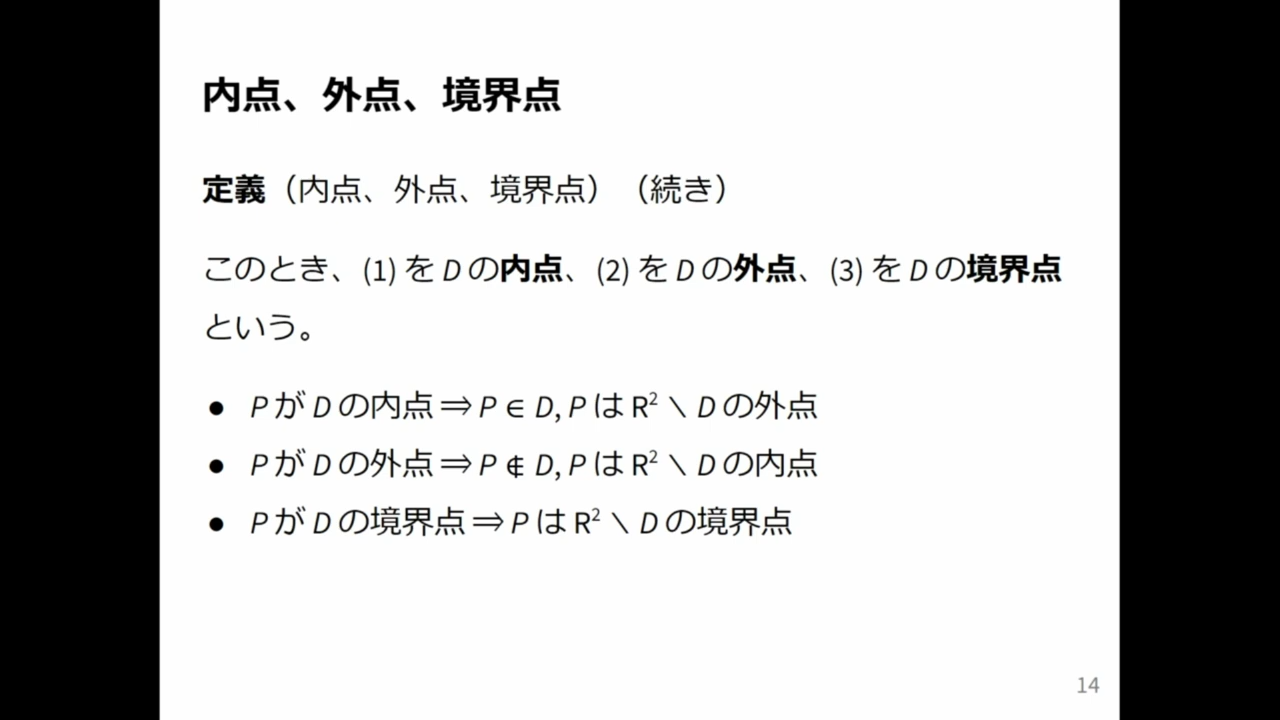 内点、外点、境界点
定義（内点、外点、境界点）（続き）
このとき、(1) を D の内点、(2) を D の外点、(3) を D の境界点
という。
● P が D の内点 ⇒ P ∈ D, P は R² \ D の外点
● P が D の外点 ⇒ P ∉ D, P は R² \ D の内点
● P が D の境界点 ⇒ P は R² \ D の境界点
14